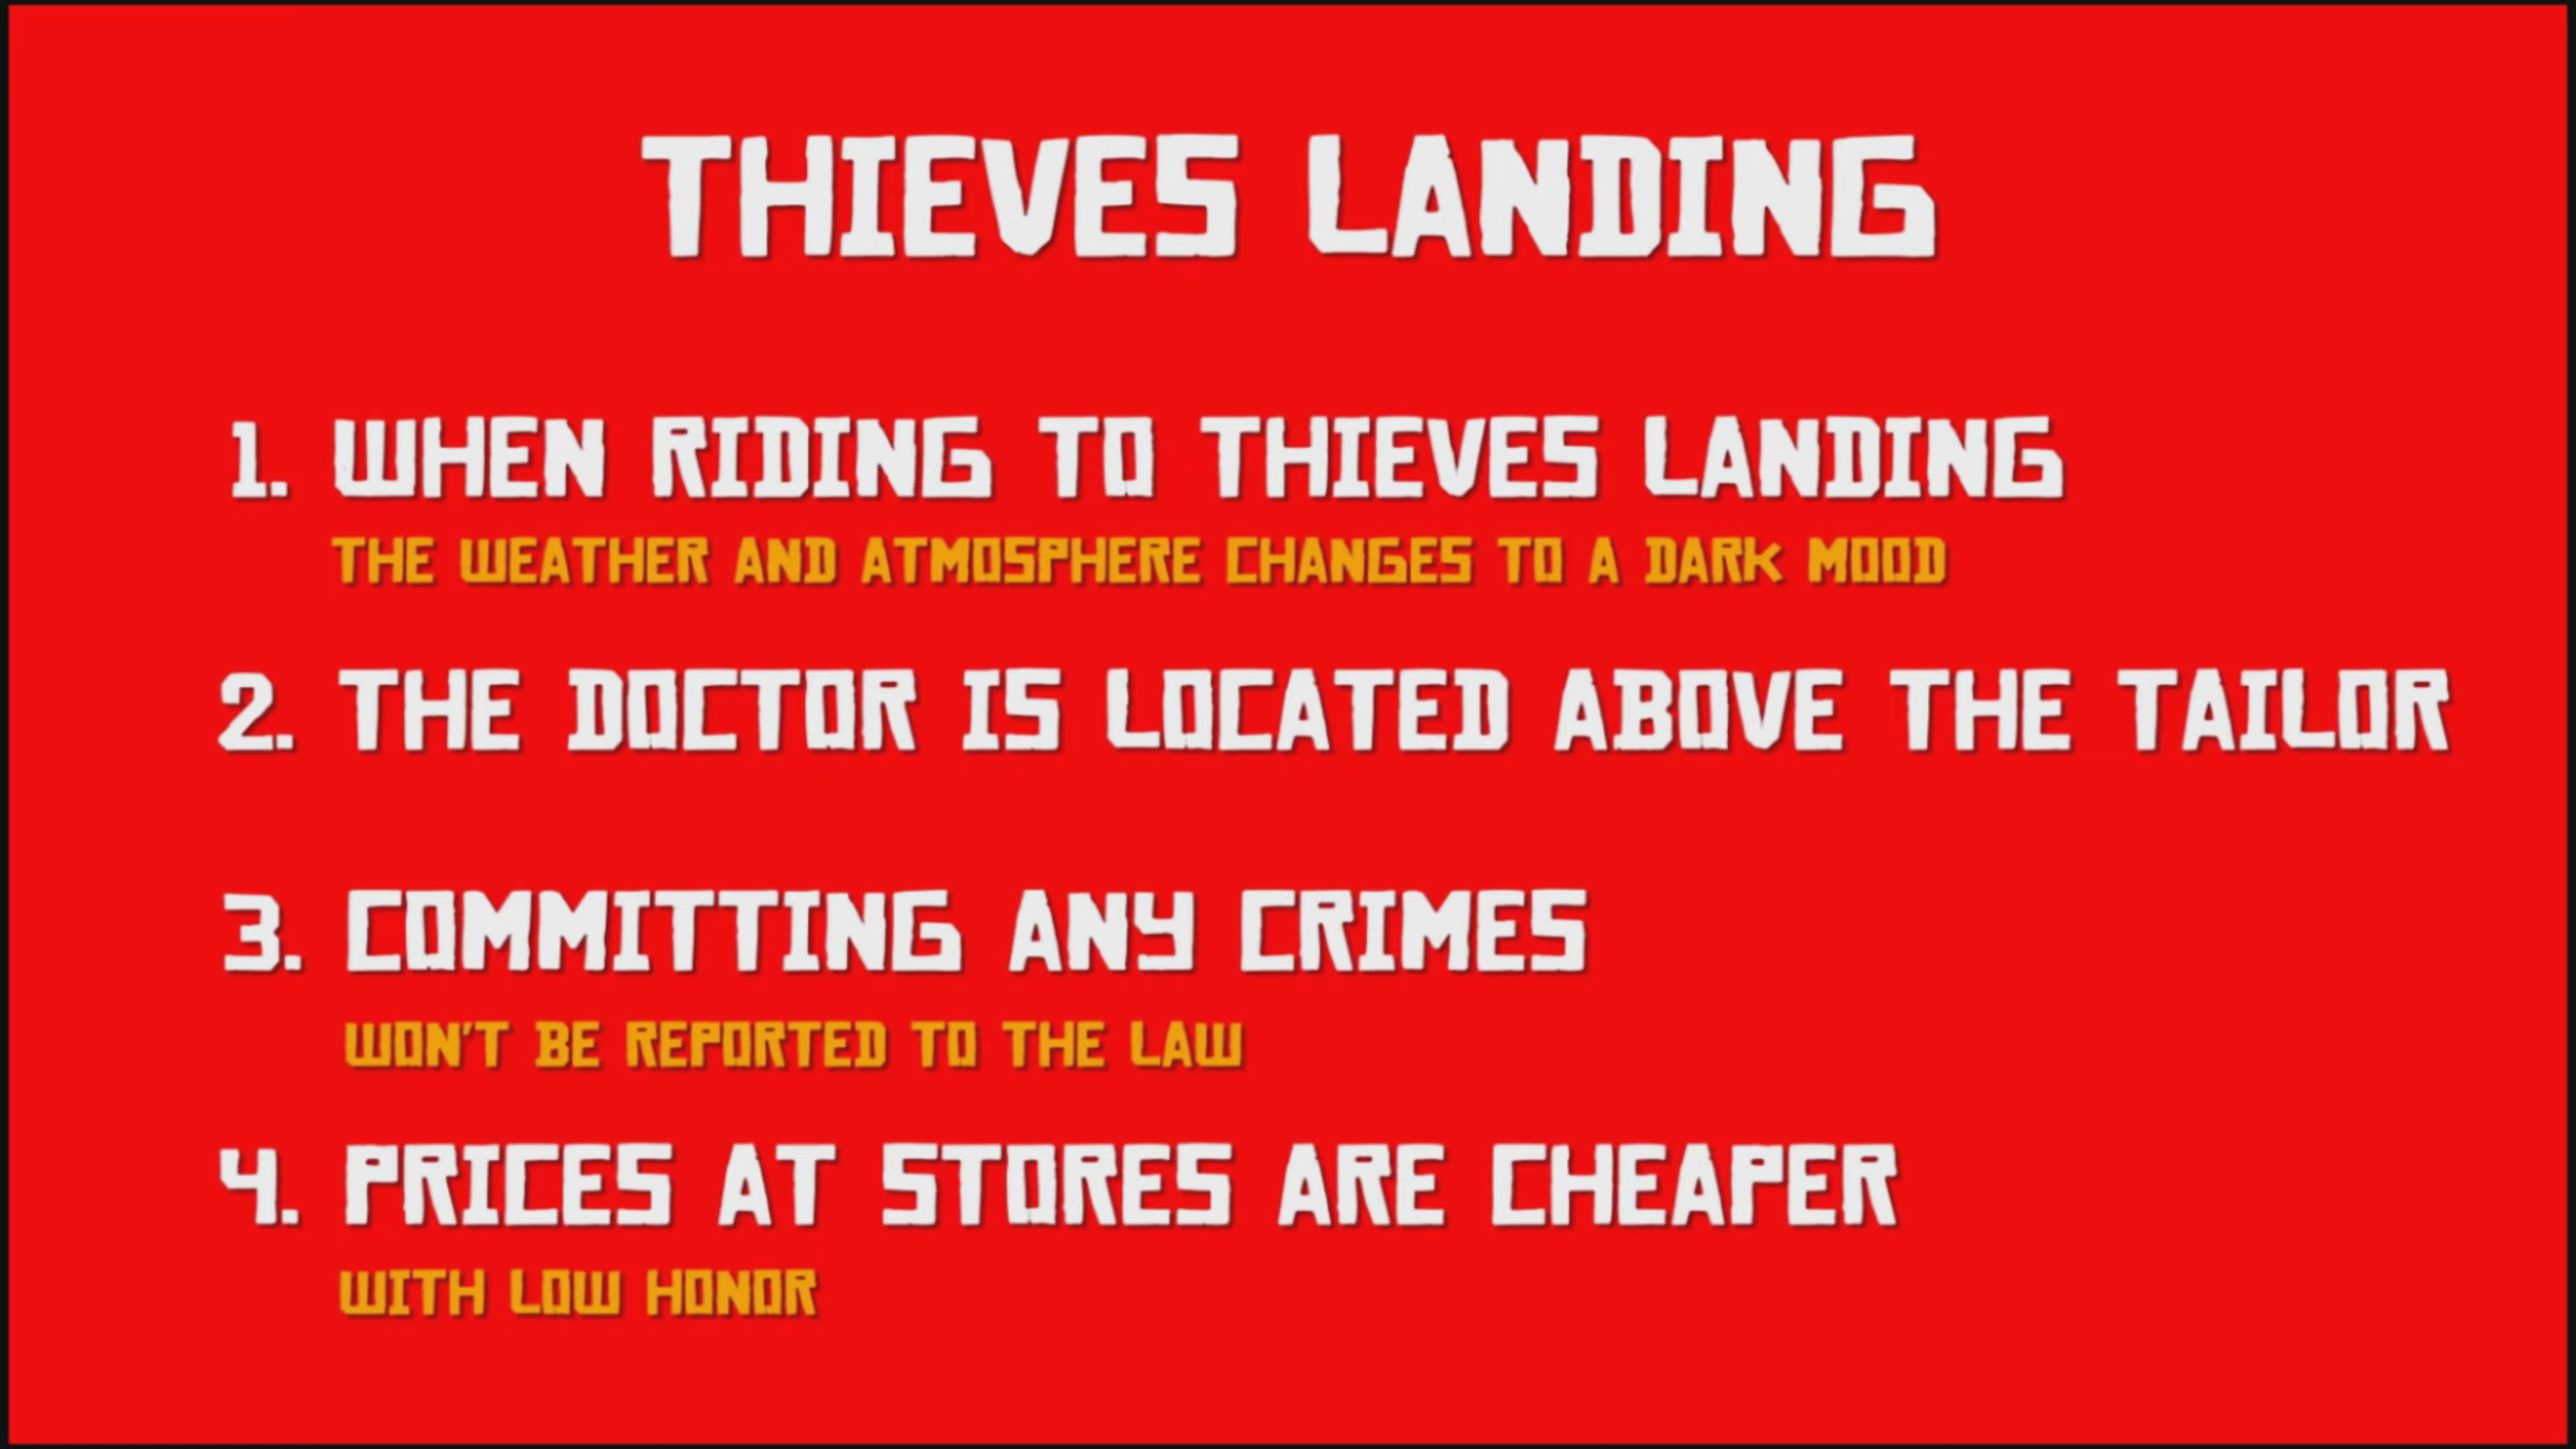 THIEVES LANDING
1. WHEN RIDING TO THIEVES LANDING
THE WEATHER AND ATMOSPHERE CHANGES TO A DARK MOOD
2. THE DOCTOR IS LOCATED ABOVE THE TAILOR
3. COMMITTING ANY CRIMES
WON'T BE REPORTED TO THE LAW
4. PRICES AT STORES ARE CHEAPER
WITH LOW HONOR